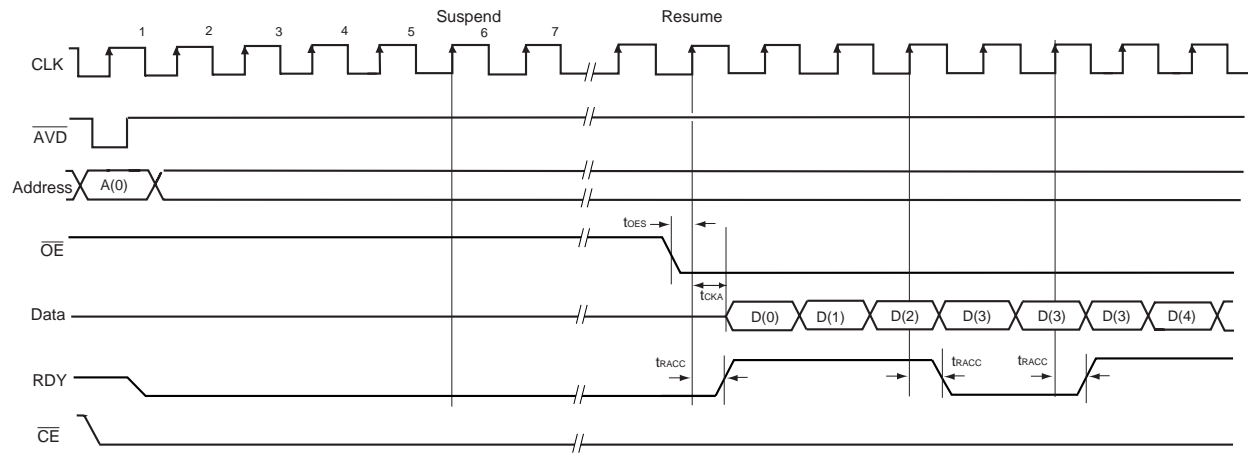 Suspend Resume
1 2 3 4 5 6 7
CLK
AVD
Address A(0)
tOES
OE
tCKA
Data D(0) D(1) D(2) D(3) D(3) D(3) D(4)
tRACC tRACC tRACC
RDY
CE